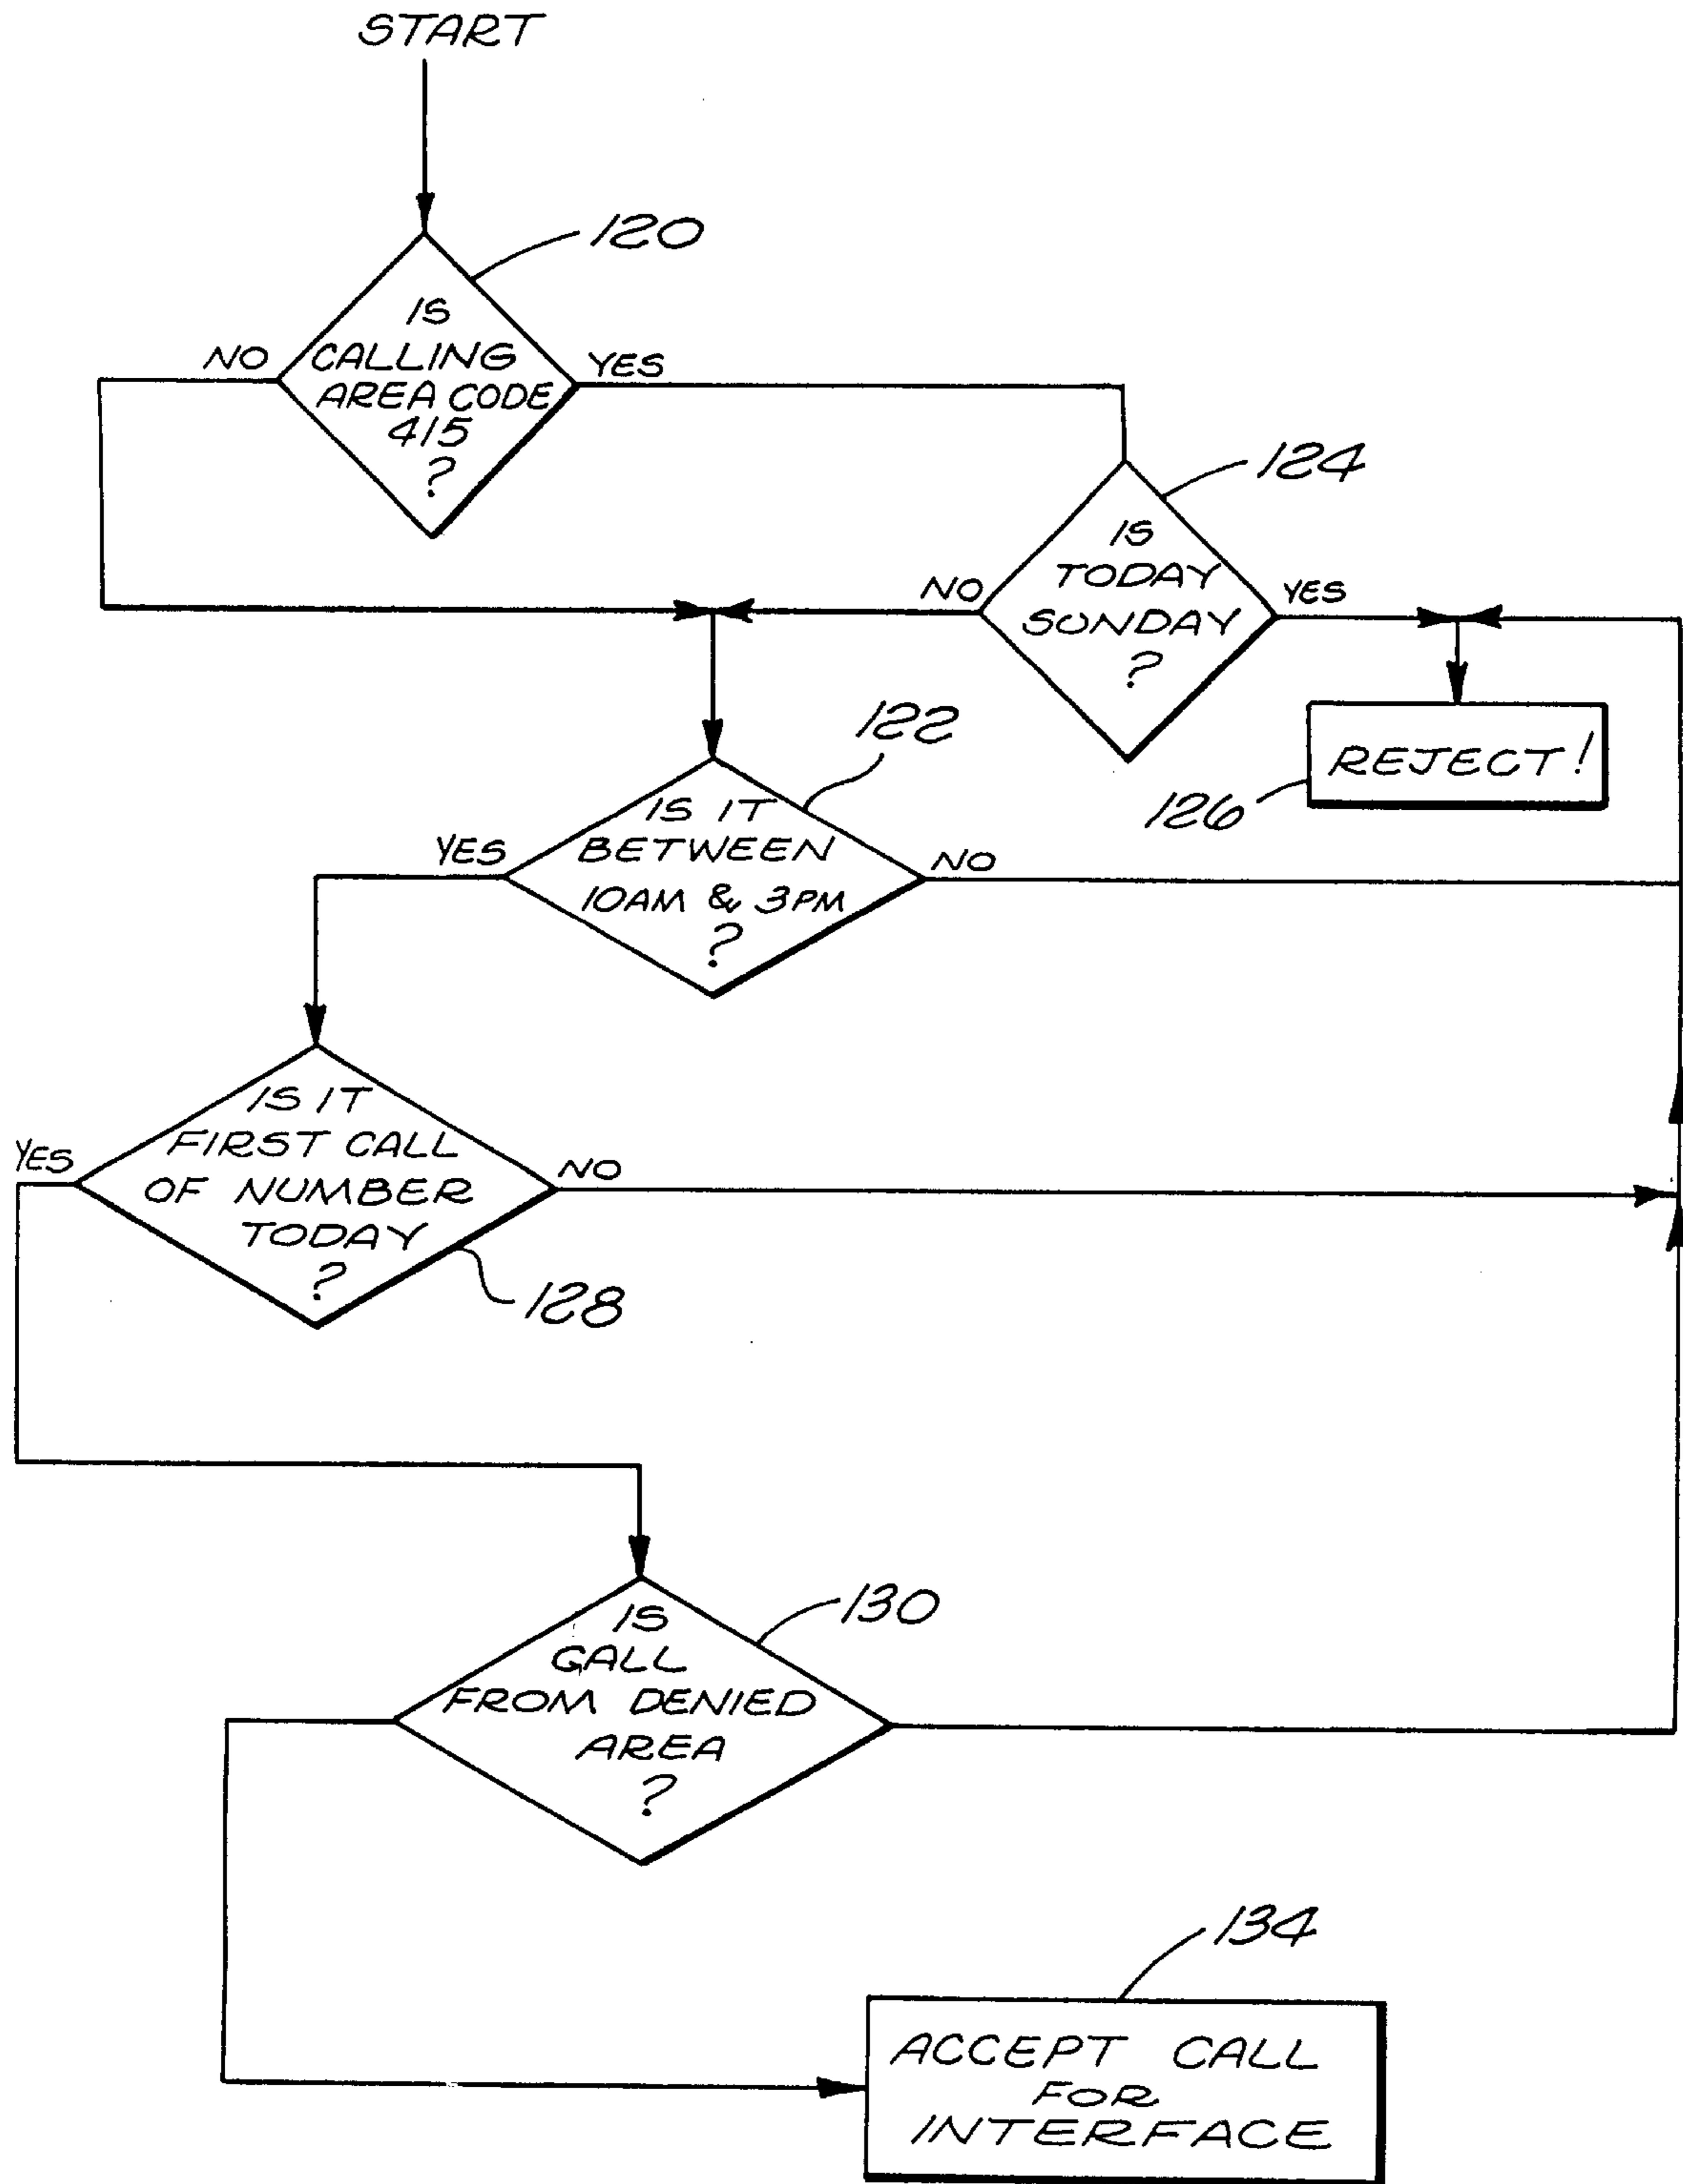 START
120
IS
CALLING
AREA CODE
415
?
NO
YES
124
IS
TODAY
SUNDAY
?
NO
YES
REJECT!
126
122
IS IT
BETWEEN
10AM & 3PM
?
YES
NO
IS IT
FIRST CALL
OF NUMBER
TODAY
?
YES
NO
128
130
IS
CALL
FROM DENIED
AREA
?
134
ACCEPT CALL
FOR
INTERFACE